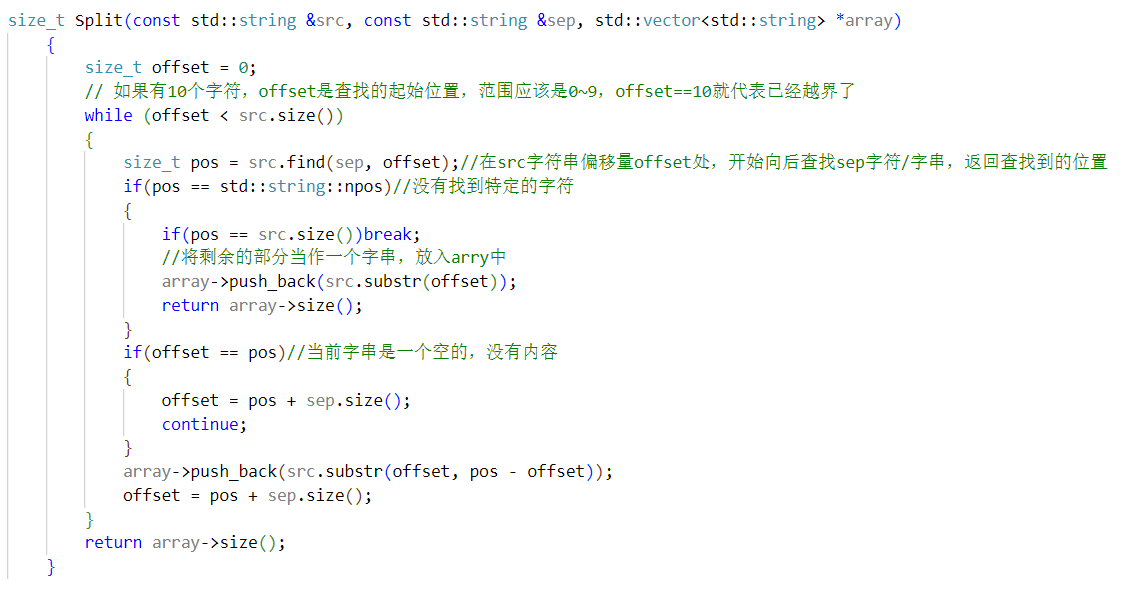 size_t Split(const std::string &src, const std::string &sep, std::vector<std::string> *array)
{
size_t offset = 0;
// 如果有10个字符，offset是查找的起始位置，范围应该是0~9，offset==10就代表已经越界了
while (offset < src.size())
{
size_t pos = src.find(sep, offset);//在src字符串偏移量offset处，开始向后查找sep字符/字串，返回查找到的位置
if(pos == std::string::npos)//没有找到特定的字符
{
if(pos == src.size())break;
//将剩余的部分当作一个字串，放入arry中
array->push_back(src.substr(offset));
return array->size();
}
if(offset == pos)//当前字串是一个空的，没有内容
{
offset = pos + sep.size();
continue;
}
array->push_back(src.substr(offset, pos - offset));
offset = pos + sep.size();
}
return array->size();
}